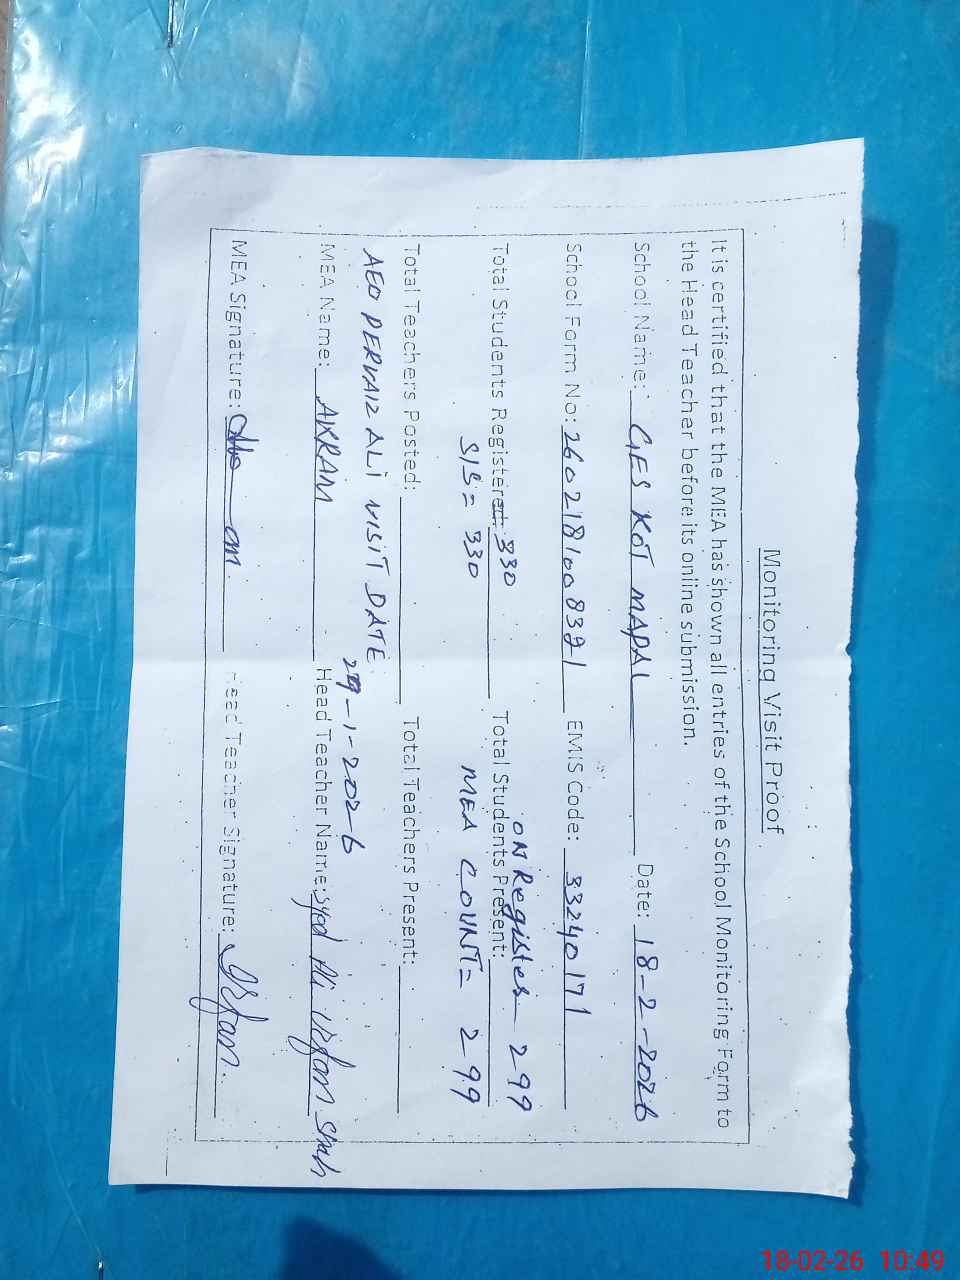 Monitoring Visit Proof
It is certified that the MEA has shown all entries of the School Monitoring Form to
the Head Teacher before its online submission.
School Name: GES KOT MAPAL Date: 18-2-2026
School Form No: 2602181008321 EMIS Code: 33240171
ON Register 299
Total Students Registered: 330 Total Students Present:
SIS= 330 MEA COUNT= 299
Total Teachers Posted: Total Teachers Present:
AEO PERVAIZ ALI VISIT DATE 29-1-2026
MEA Name: AKRAM Head Teacher Name: Syed Ali Irfan Shah
MEA Signature: Head Teacher Signature: Irfan.
18-02-26 10:49